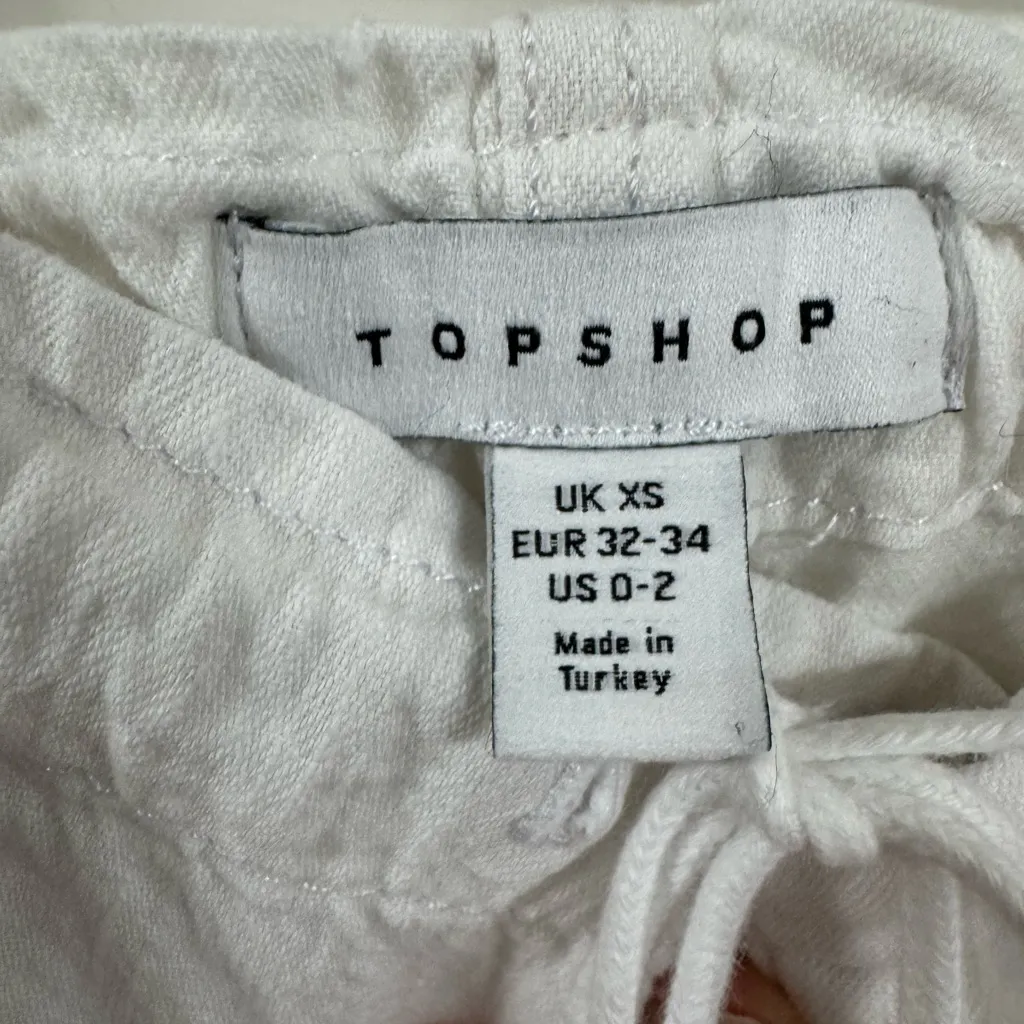 TOPSHOP
UK XS
EUR 32-34
US 0-2
Made in
Turkey